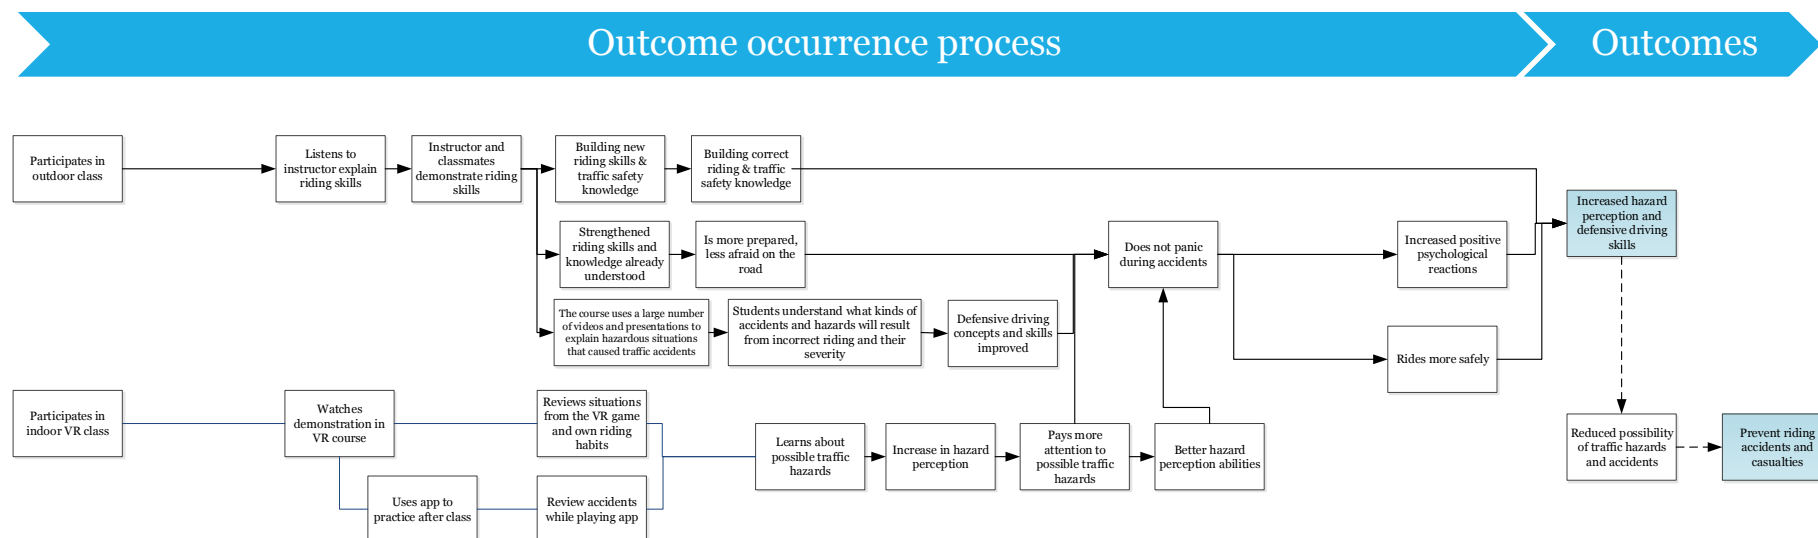 Outcome occurrence process
Outcomes
Participates in
outdoor class
Listens to
instructor explain
riding skills
Instructor and
classmates
demonstrate riding
skills
Building new
riding skills &
traffic safety
knowledge
Building correct
riding & traffic
safety knowledge
Strengthened
riding skills and
knowledge already
understood
Is more prepared,
less afraid on the
road
Does not panic
during accidents
Increased positive
psychological
reactions
Increased hazard
perception and
defensive driving
skills
The course uses a large number
of videos and presentations to
explain hazardous situations
that caused traffic accidents
Students understand what kinds of
accidents and hazards will result
from incorrect riding and their
severity
Defensive driving
concepts and skills
improved
Rides more safely
Participates in
indoor VR class
Watches
demonstration in
VR course
Reviews situations
from the VR game
and own riding
habits
Learns about
possible traffic
hazards
Increase in hazard
perception
Pays more
attention to
possible traffic
hazards
Better hazard
perception abilities
Reduced possibility
of traffic hazards
and accidents
Prevent riding
accidents and
casualties
Uses app to
practice after class
Review accidents
while playing app